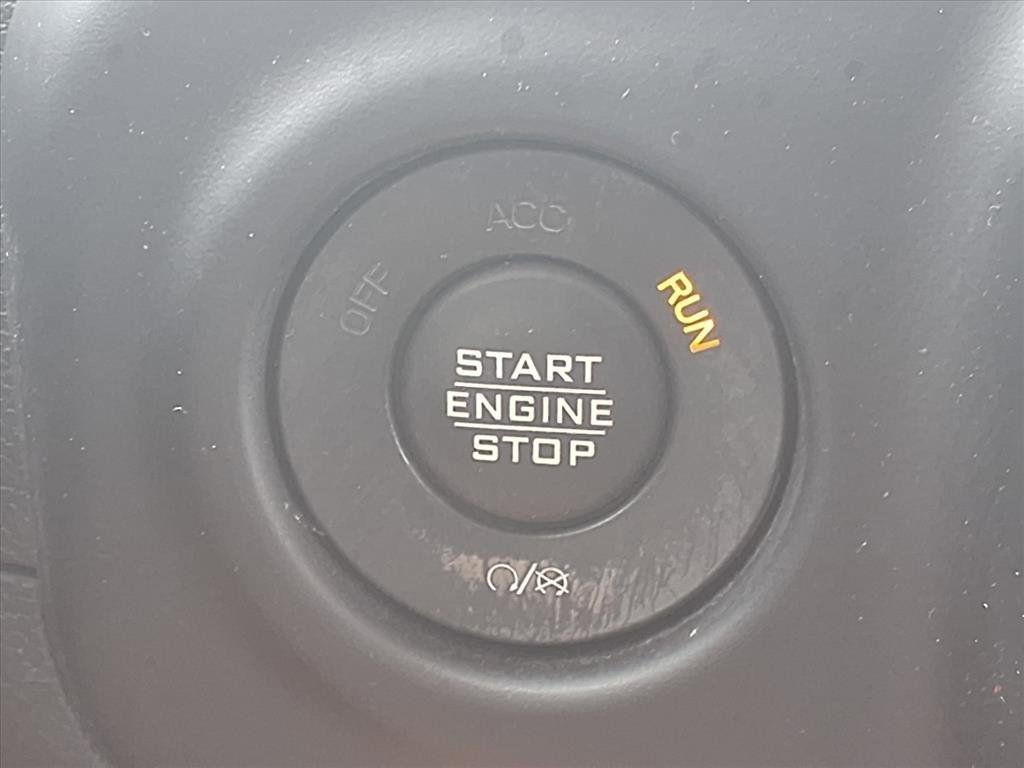 ACC
OFF
RUN
START
ENGINE
STOP